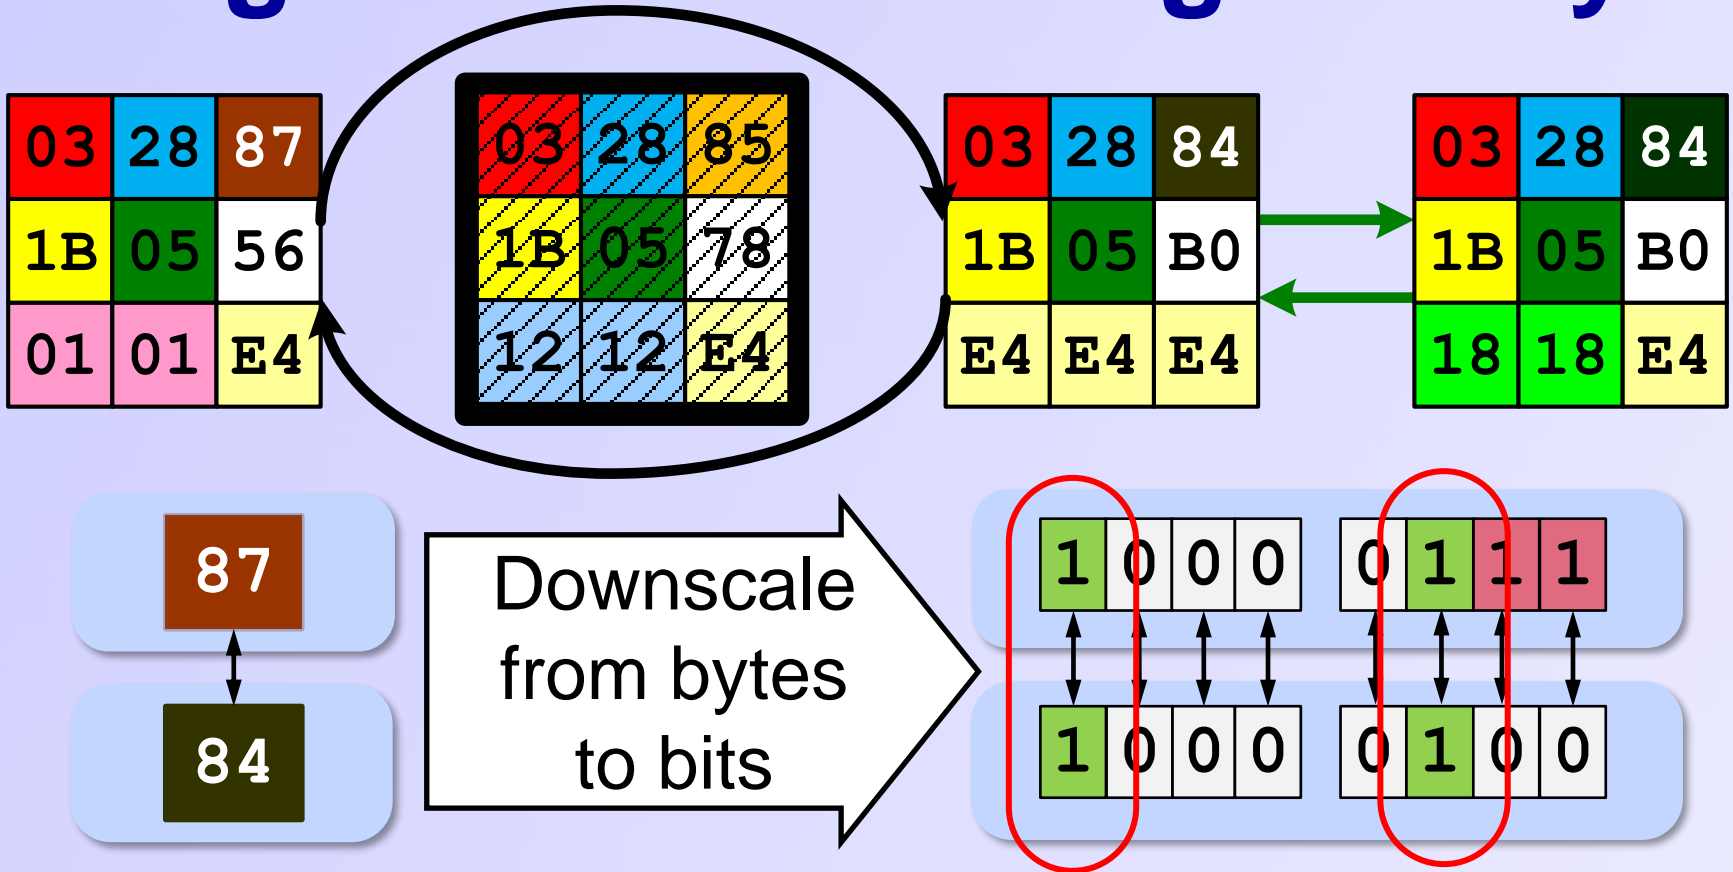 03 28 87
1B 05 56
01 01 E4
03 28 85
1B 05 78
12 12 E4
03 28 84
1B 05 B0
E4 E4 E4
03 28 84
1B 05 B0
18 18 E4
87
84
Downscale
from bytes
to bits
1 0 0 0 0 1 1 1
1 0 0 0 0 1 0 0